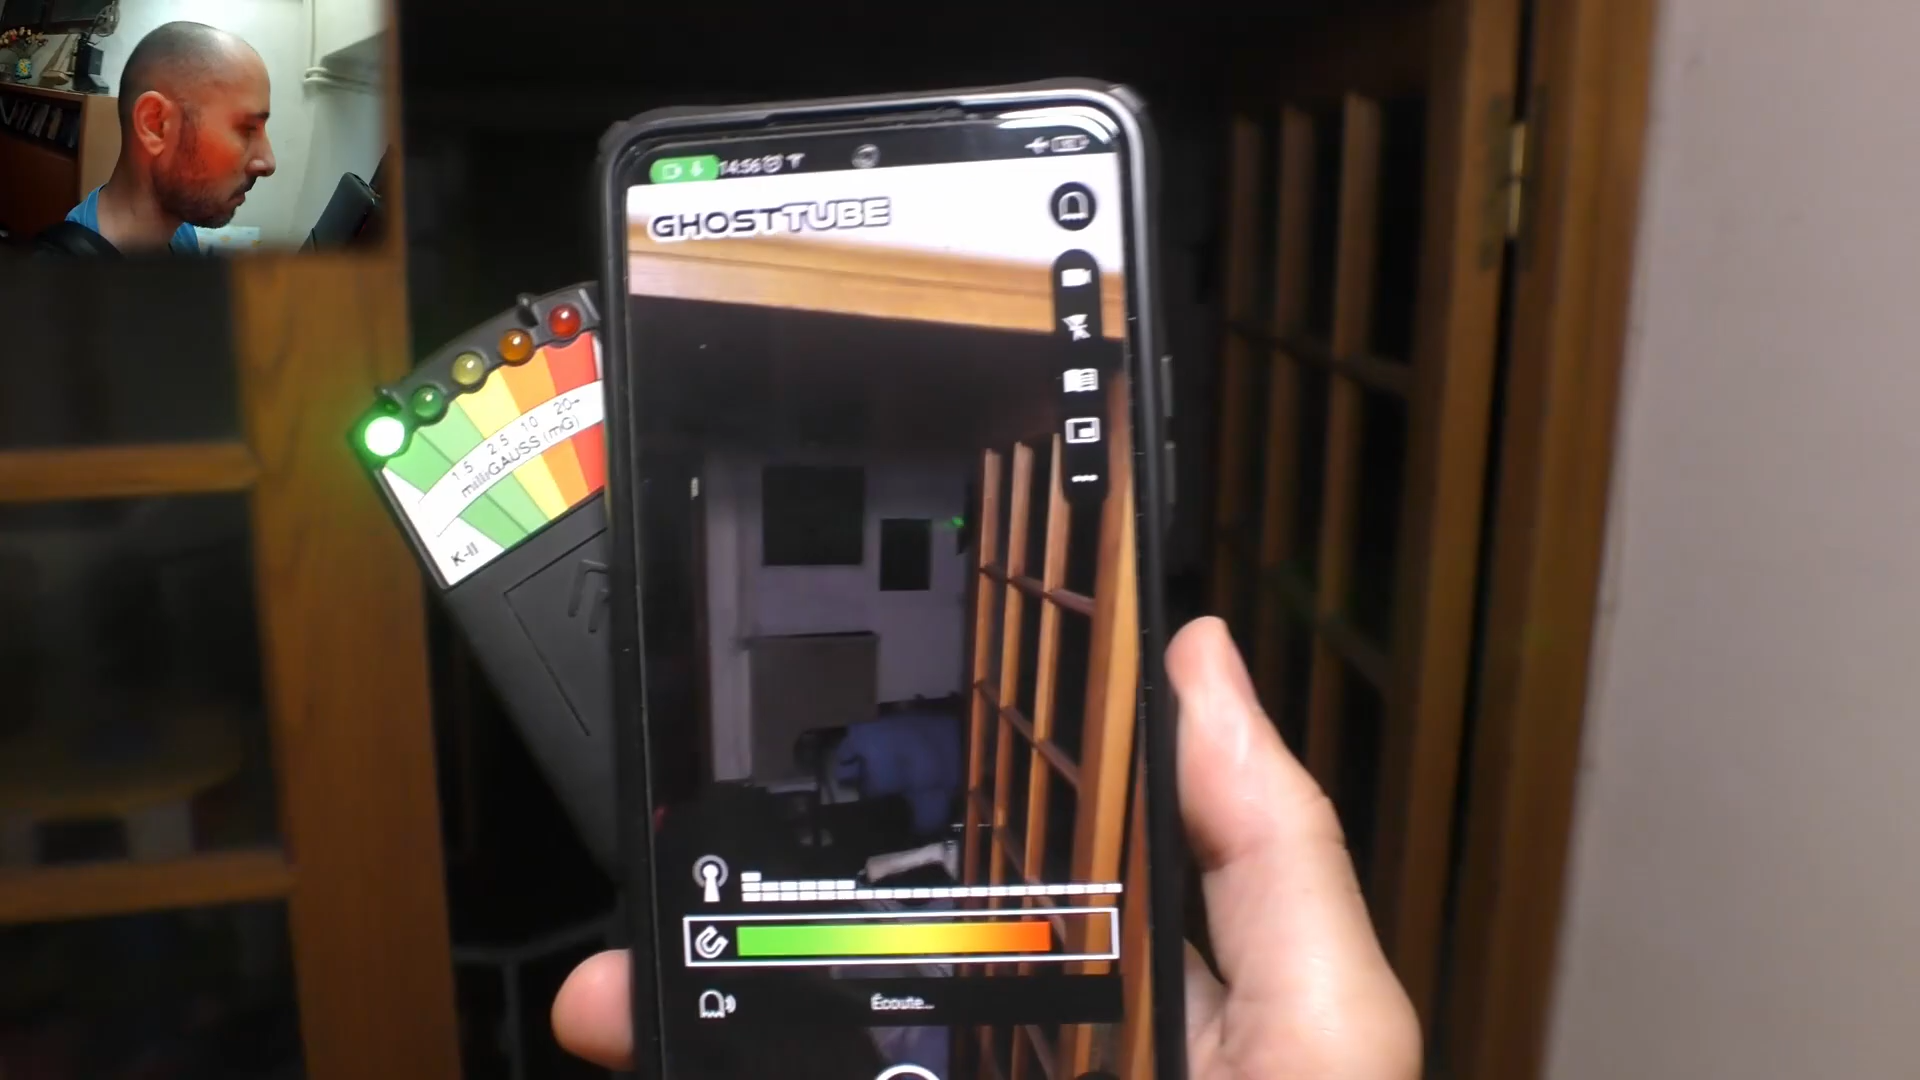 14:56
GHOSTTUBE
1.5 2.5 10 20+
milliGAUSS (mG)
K-II
Écoute...